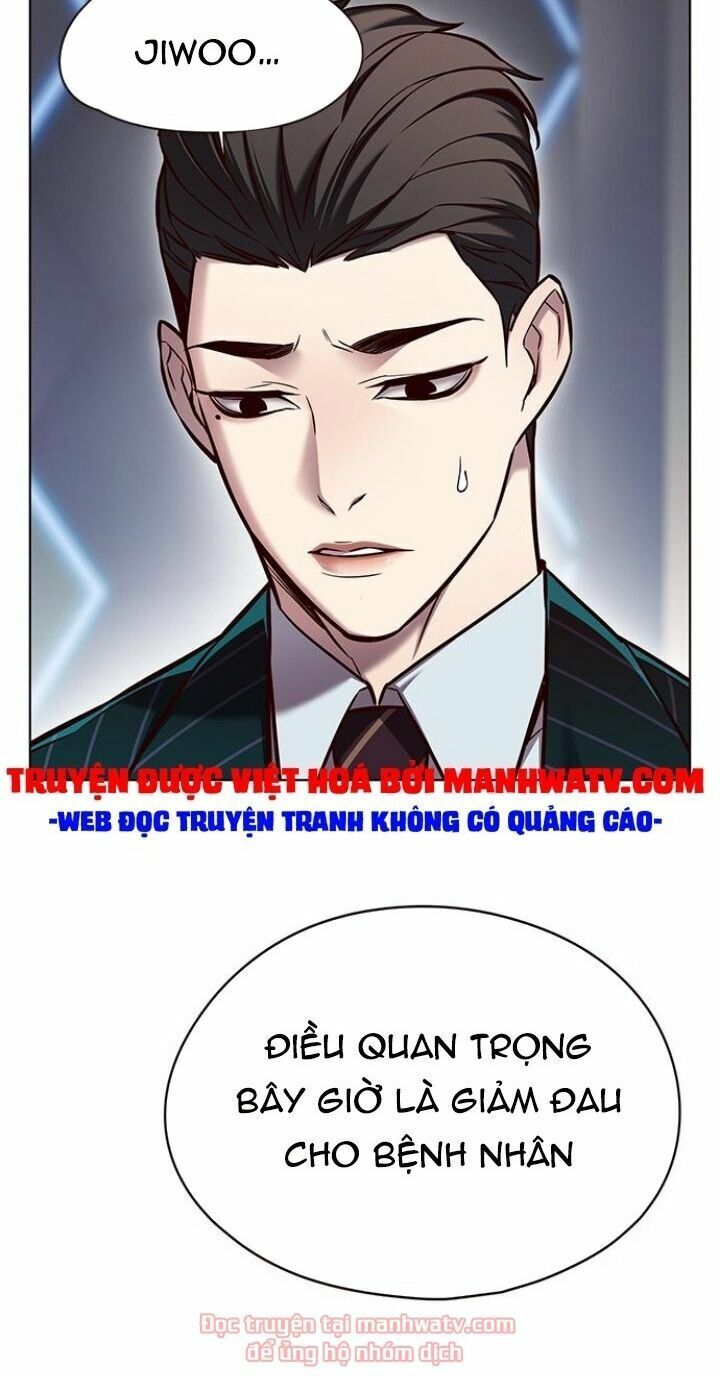 JIWOO...
TRUYỆN ĐƯỢC VIỆT HOÁ BỞI MANHWATV.COM
-WEB ĐỌC TRUYỆN TRANH KHÔNG CÓ QUẢNG CÁO-
ĐIỀU QUAN TRỌNG
BÂY GIỜ LÀ GIẢM ĐAU
CHO BỆNH NHÂN
Đọc truyện tại manhwatv.com
để ủng hộ nhóm dịch